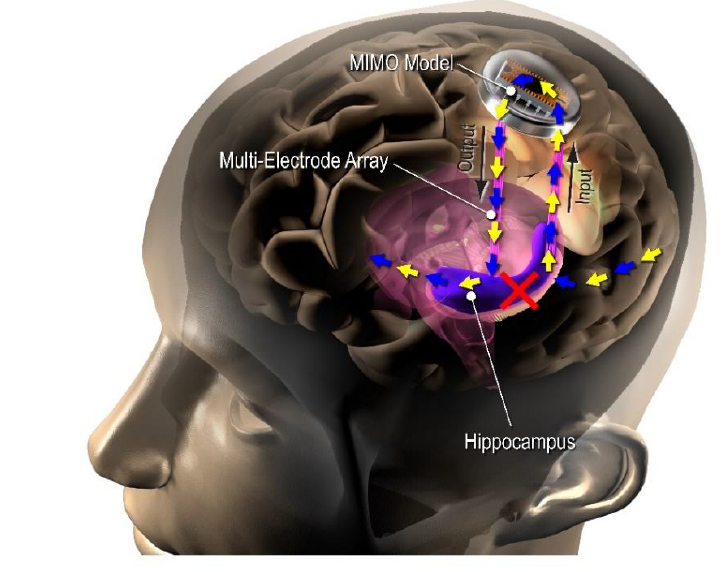 MIMO Model
Output
Multi-Electrode Array
Input
Hippocampus